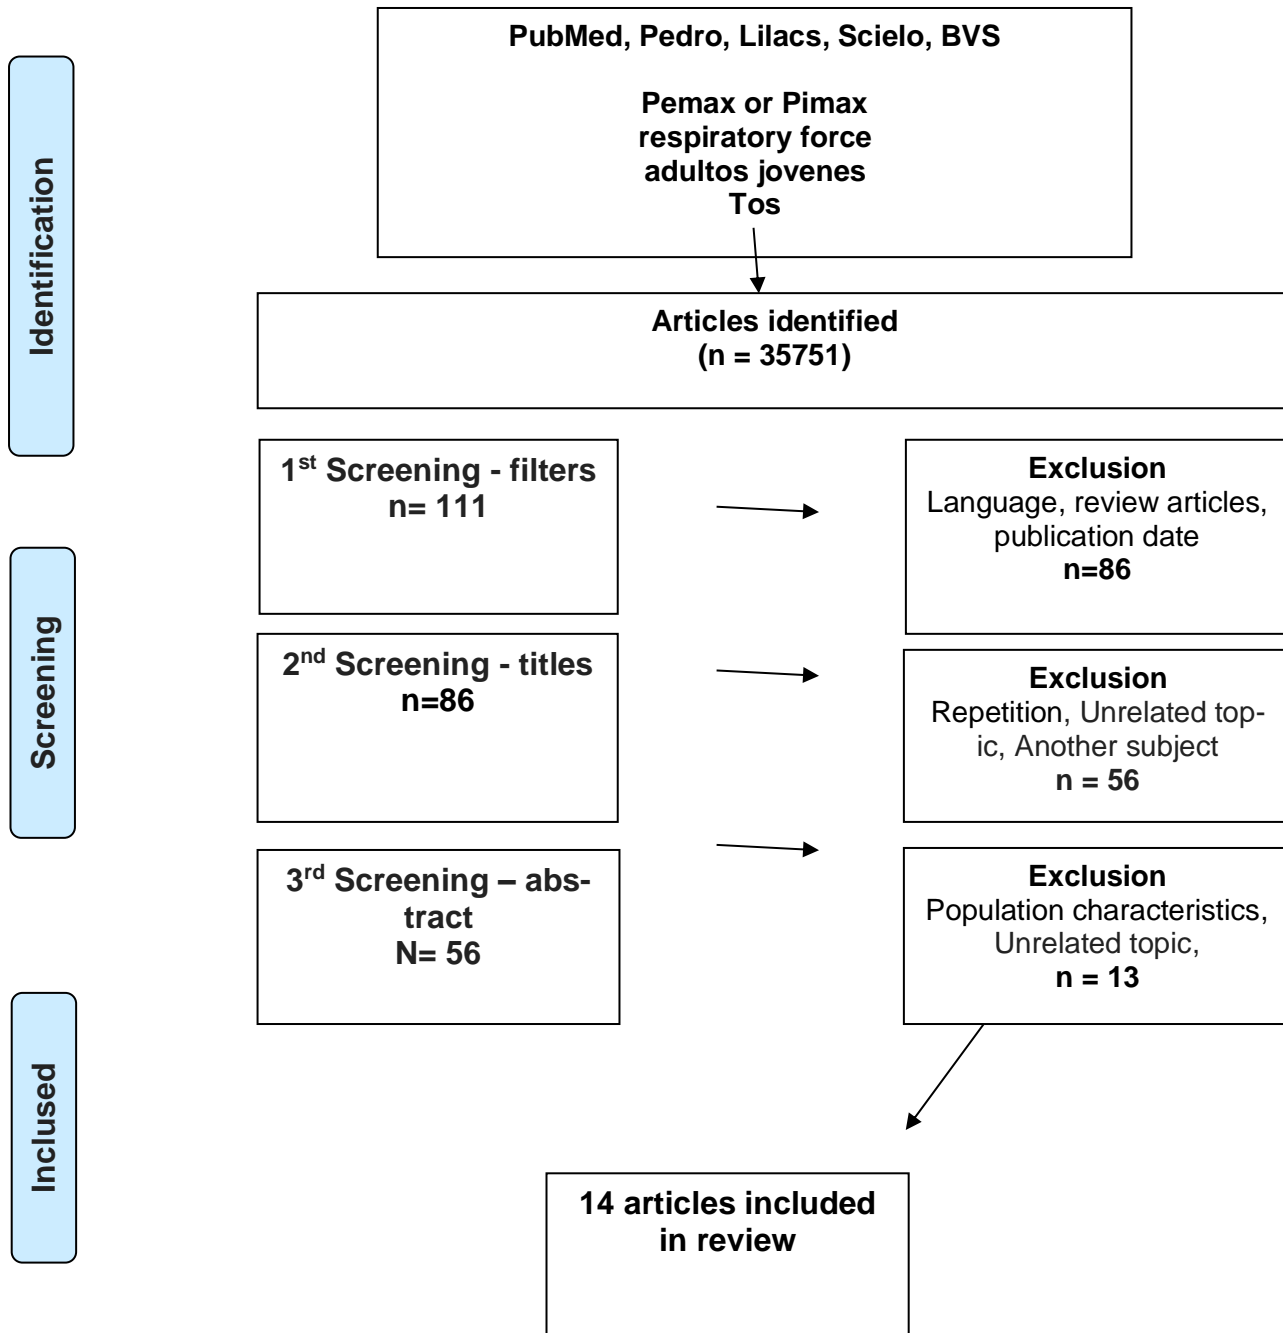 PubMed, Pedro, Lilacs, Scielo, BVS
Pemax or Pimax
respiratory force
adultos jovenes
Tos
Identification
Articles identified
(n = 35751)
1st Screening - filters
n= 111
Exclusion
Language, review articles,
publication date
n=86
Screening
2nd Screening - titles
n=86
Exclusion
Repetition, Unrelated top-
ic, Another subject
n = 56
3rd Screening – abs-
tract
N= 56
Exclusion
Population characteristics,
Unrelated topic,
n = 13
Inclused
14 articles included
in review